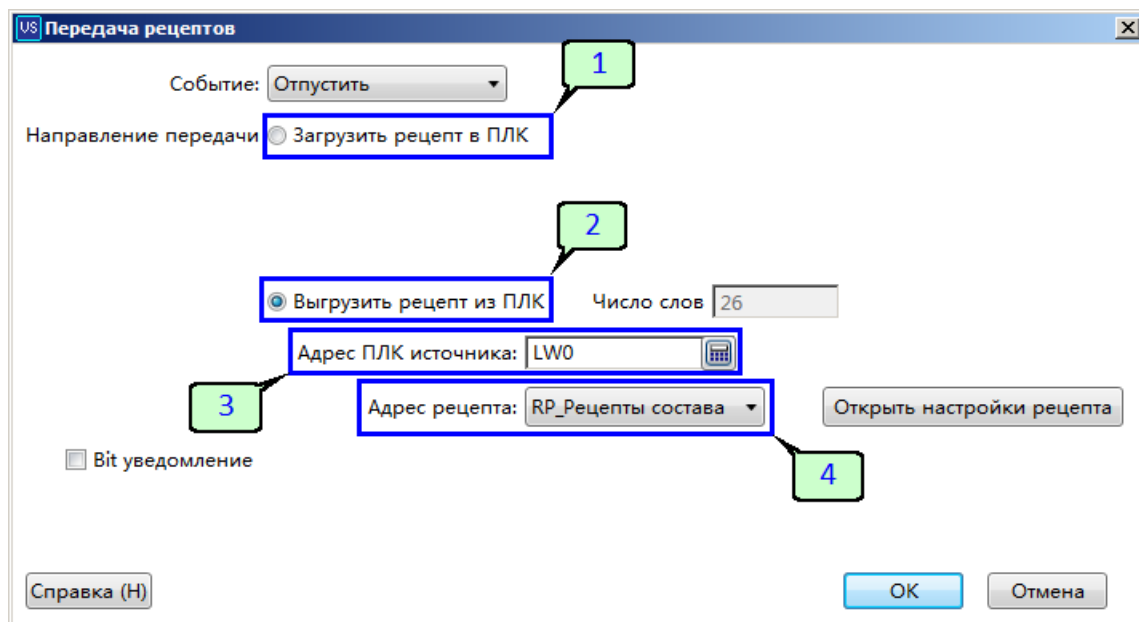 VS Передача рецептов
1
Событие: Отпустить
Направление передачи Загрузить рецепт в ПЛК
2
Выгрузить рецепт из ПЛК Число слов 26
Адрес ПЛК источника: LW0
3 Адрес рецепта: RP_Рецепты состава Открыть настройки рецепта
Bit уведомление
4
Справка (Н) OK Отмена